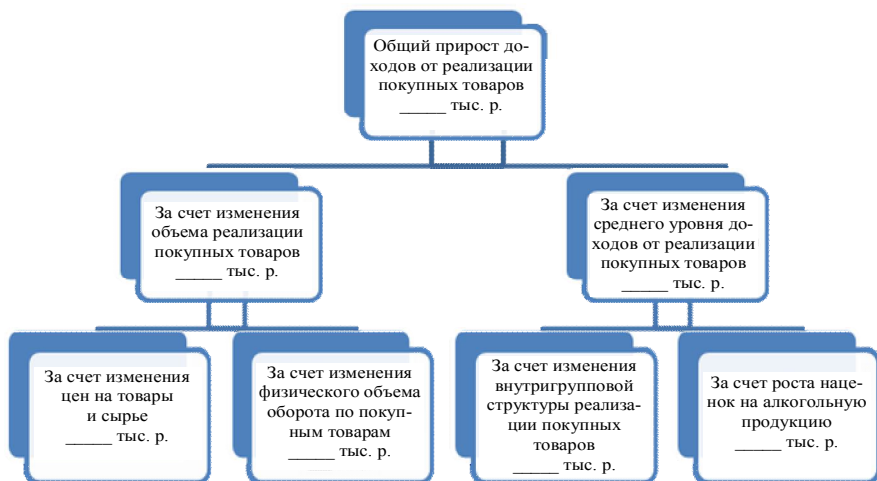 Общий прирост до-
ходов от реализации
покупных товаров
_____ тыс. р.
За счет изменения
объема реализации
покупных товаров
_____ тыс. р.
За счет изменения
среднего уровня до-
ходов от реализации
покупных товаров
_____ тыс. р.
За счет изменения
цен на товары
и сырье
_____ тыс. р.
За счет изменения
физического объема
оборота по покуп-
ным товарам
_____ тыс. р.
За счет изменения
внутригрупповой
структуры реализа-
ции покупных
товаров
_____ тыс. р.
За счет роста наце-
нок на алкогольную
продукцию
_____ тыс. р.